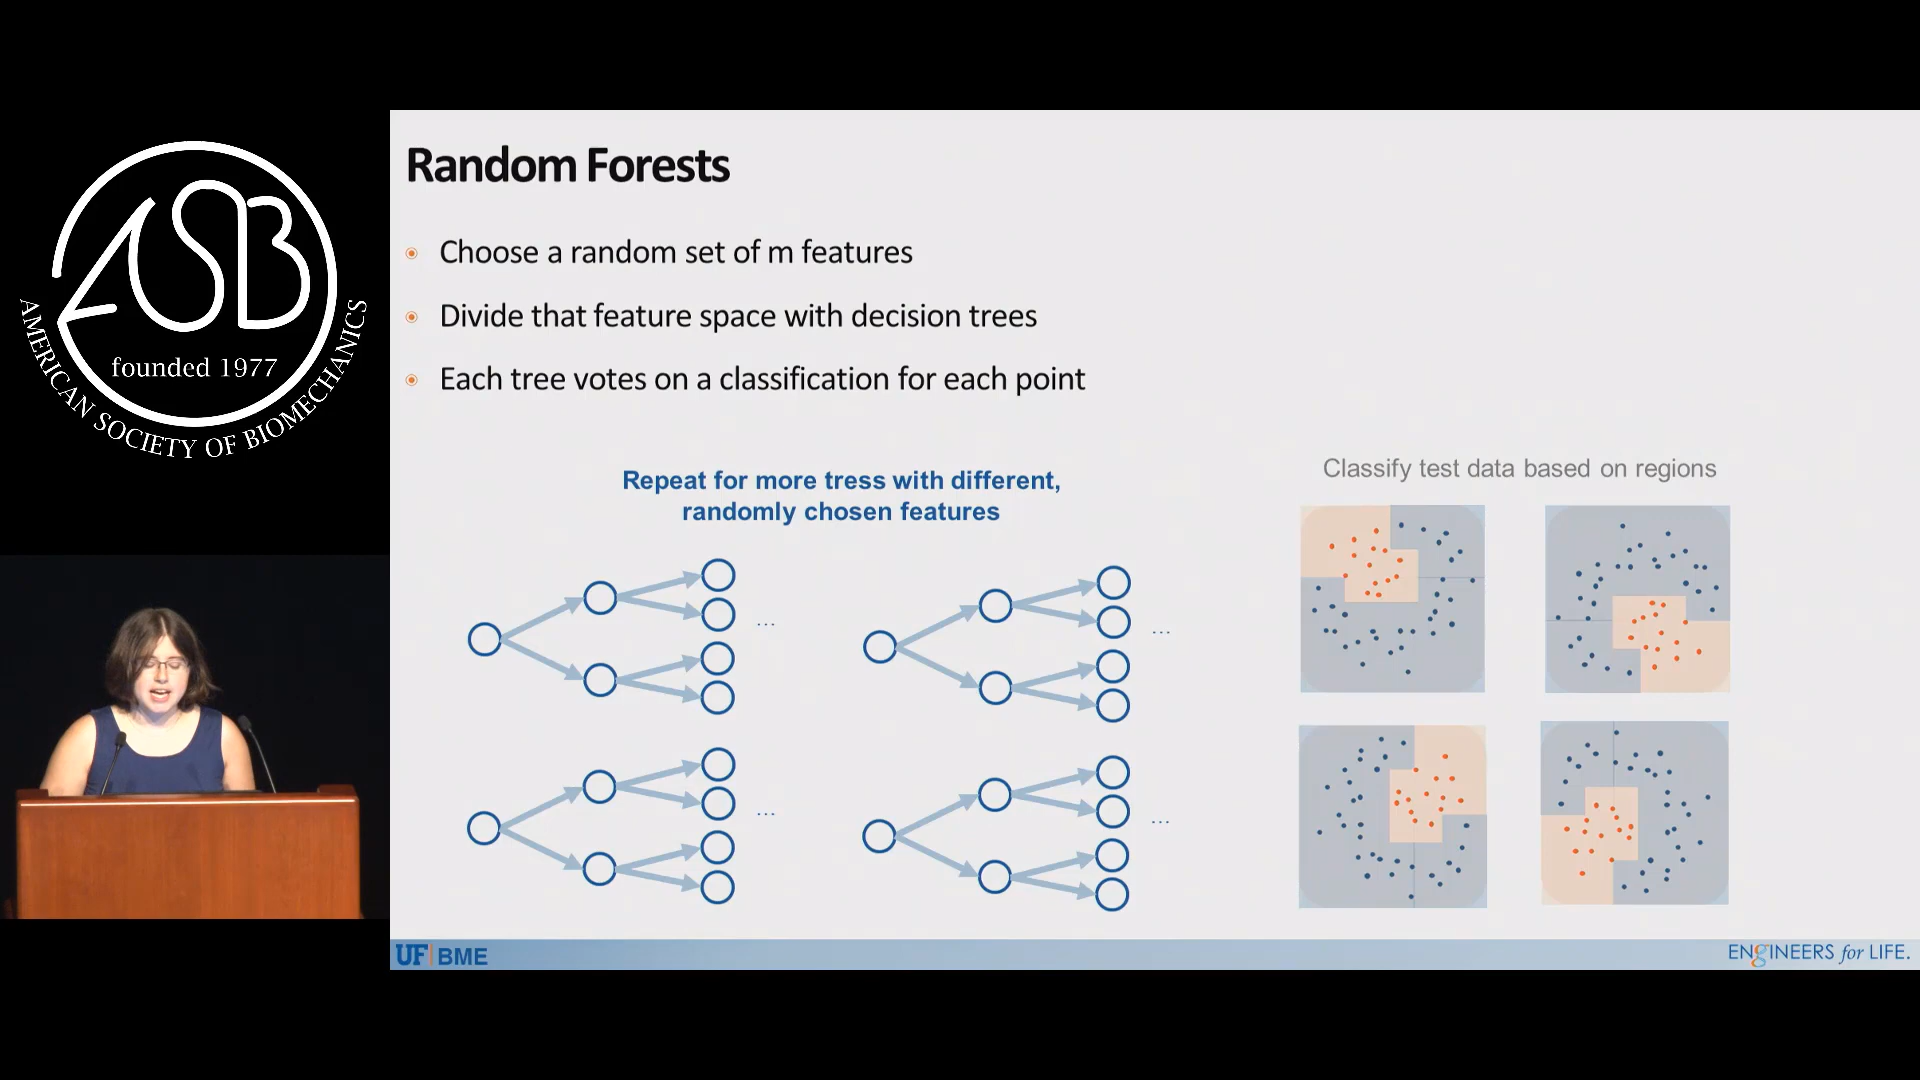 ASB
founded 1977
AMERICAN SOCIETY OF BIOMECHANICS
Random Forests
Choose a random set of m features
Divide that feature space with decision trees
Each tree votes on a classification for each point
Repeat for more tress with different,
randomly chosen features
Classify test data based on regions
...
...
...
...
UF BME
ENGINEERS for LIFE.